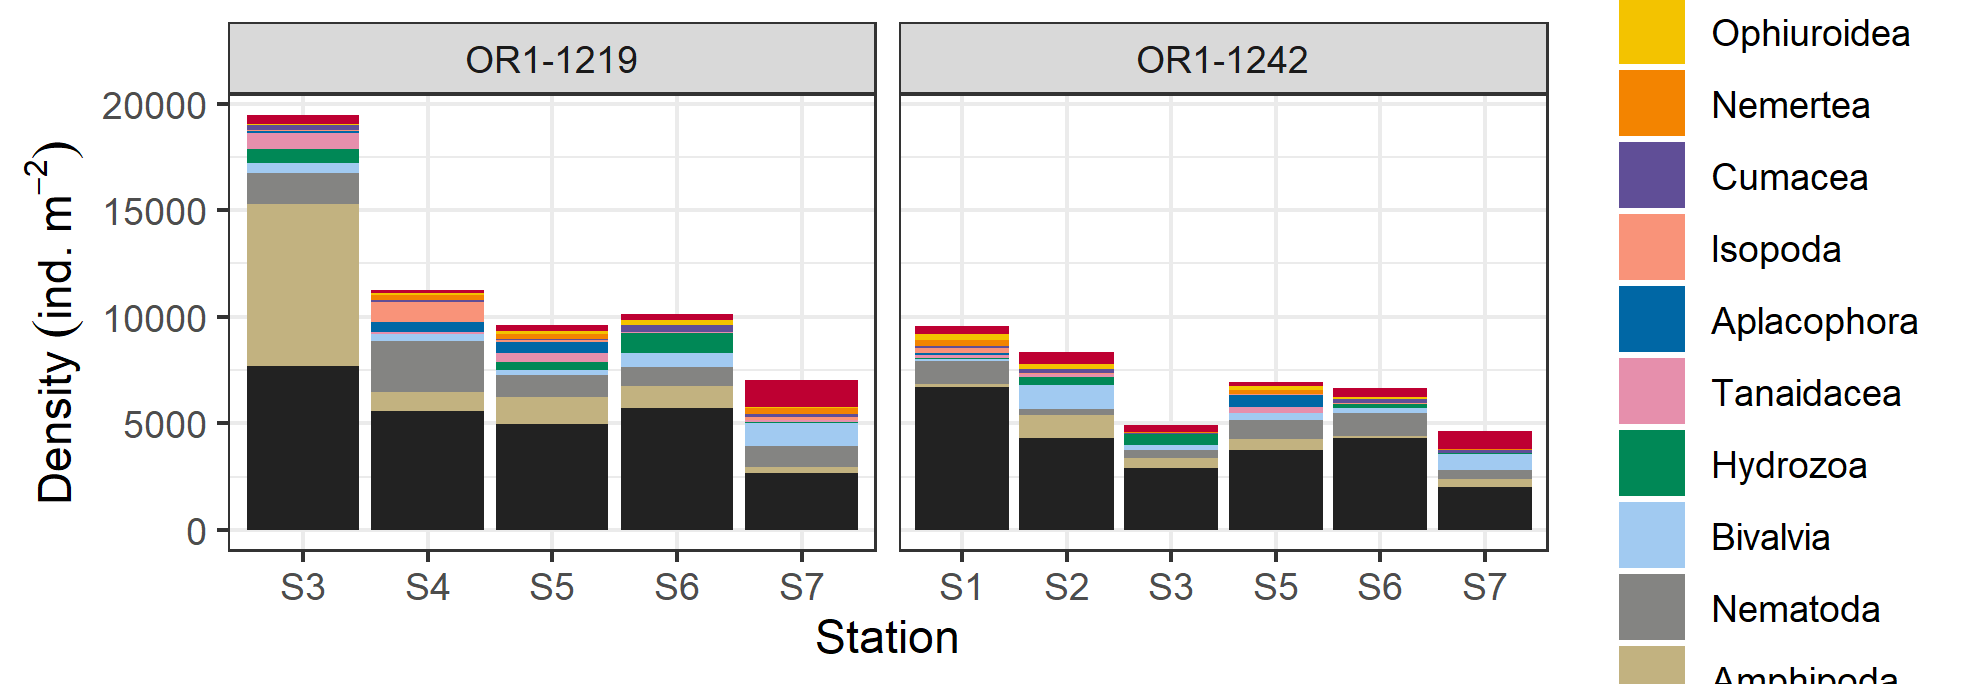 OR1-1219
OR1-1242
20000
15000
10000
5000
0
Density (ind. m⁻²)
S3 S4 S5 S6 S7
S1 S2 S3 S5 S6 S7
Station
Ophiuroidea
Nemertea
Cumacea
Isopoda
Aplacophora
Tanaidacea
Hydrozoa
Bivalvia
Nematoda
Amphipoda